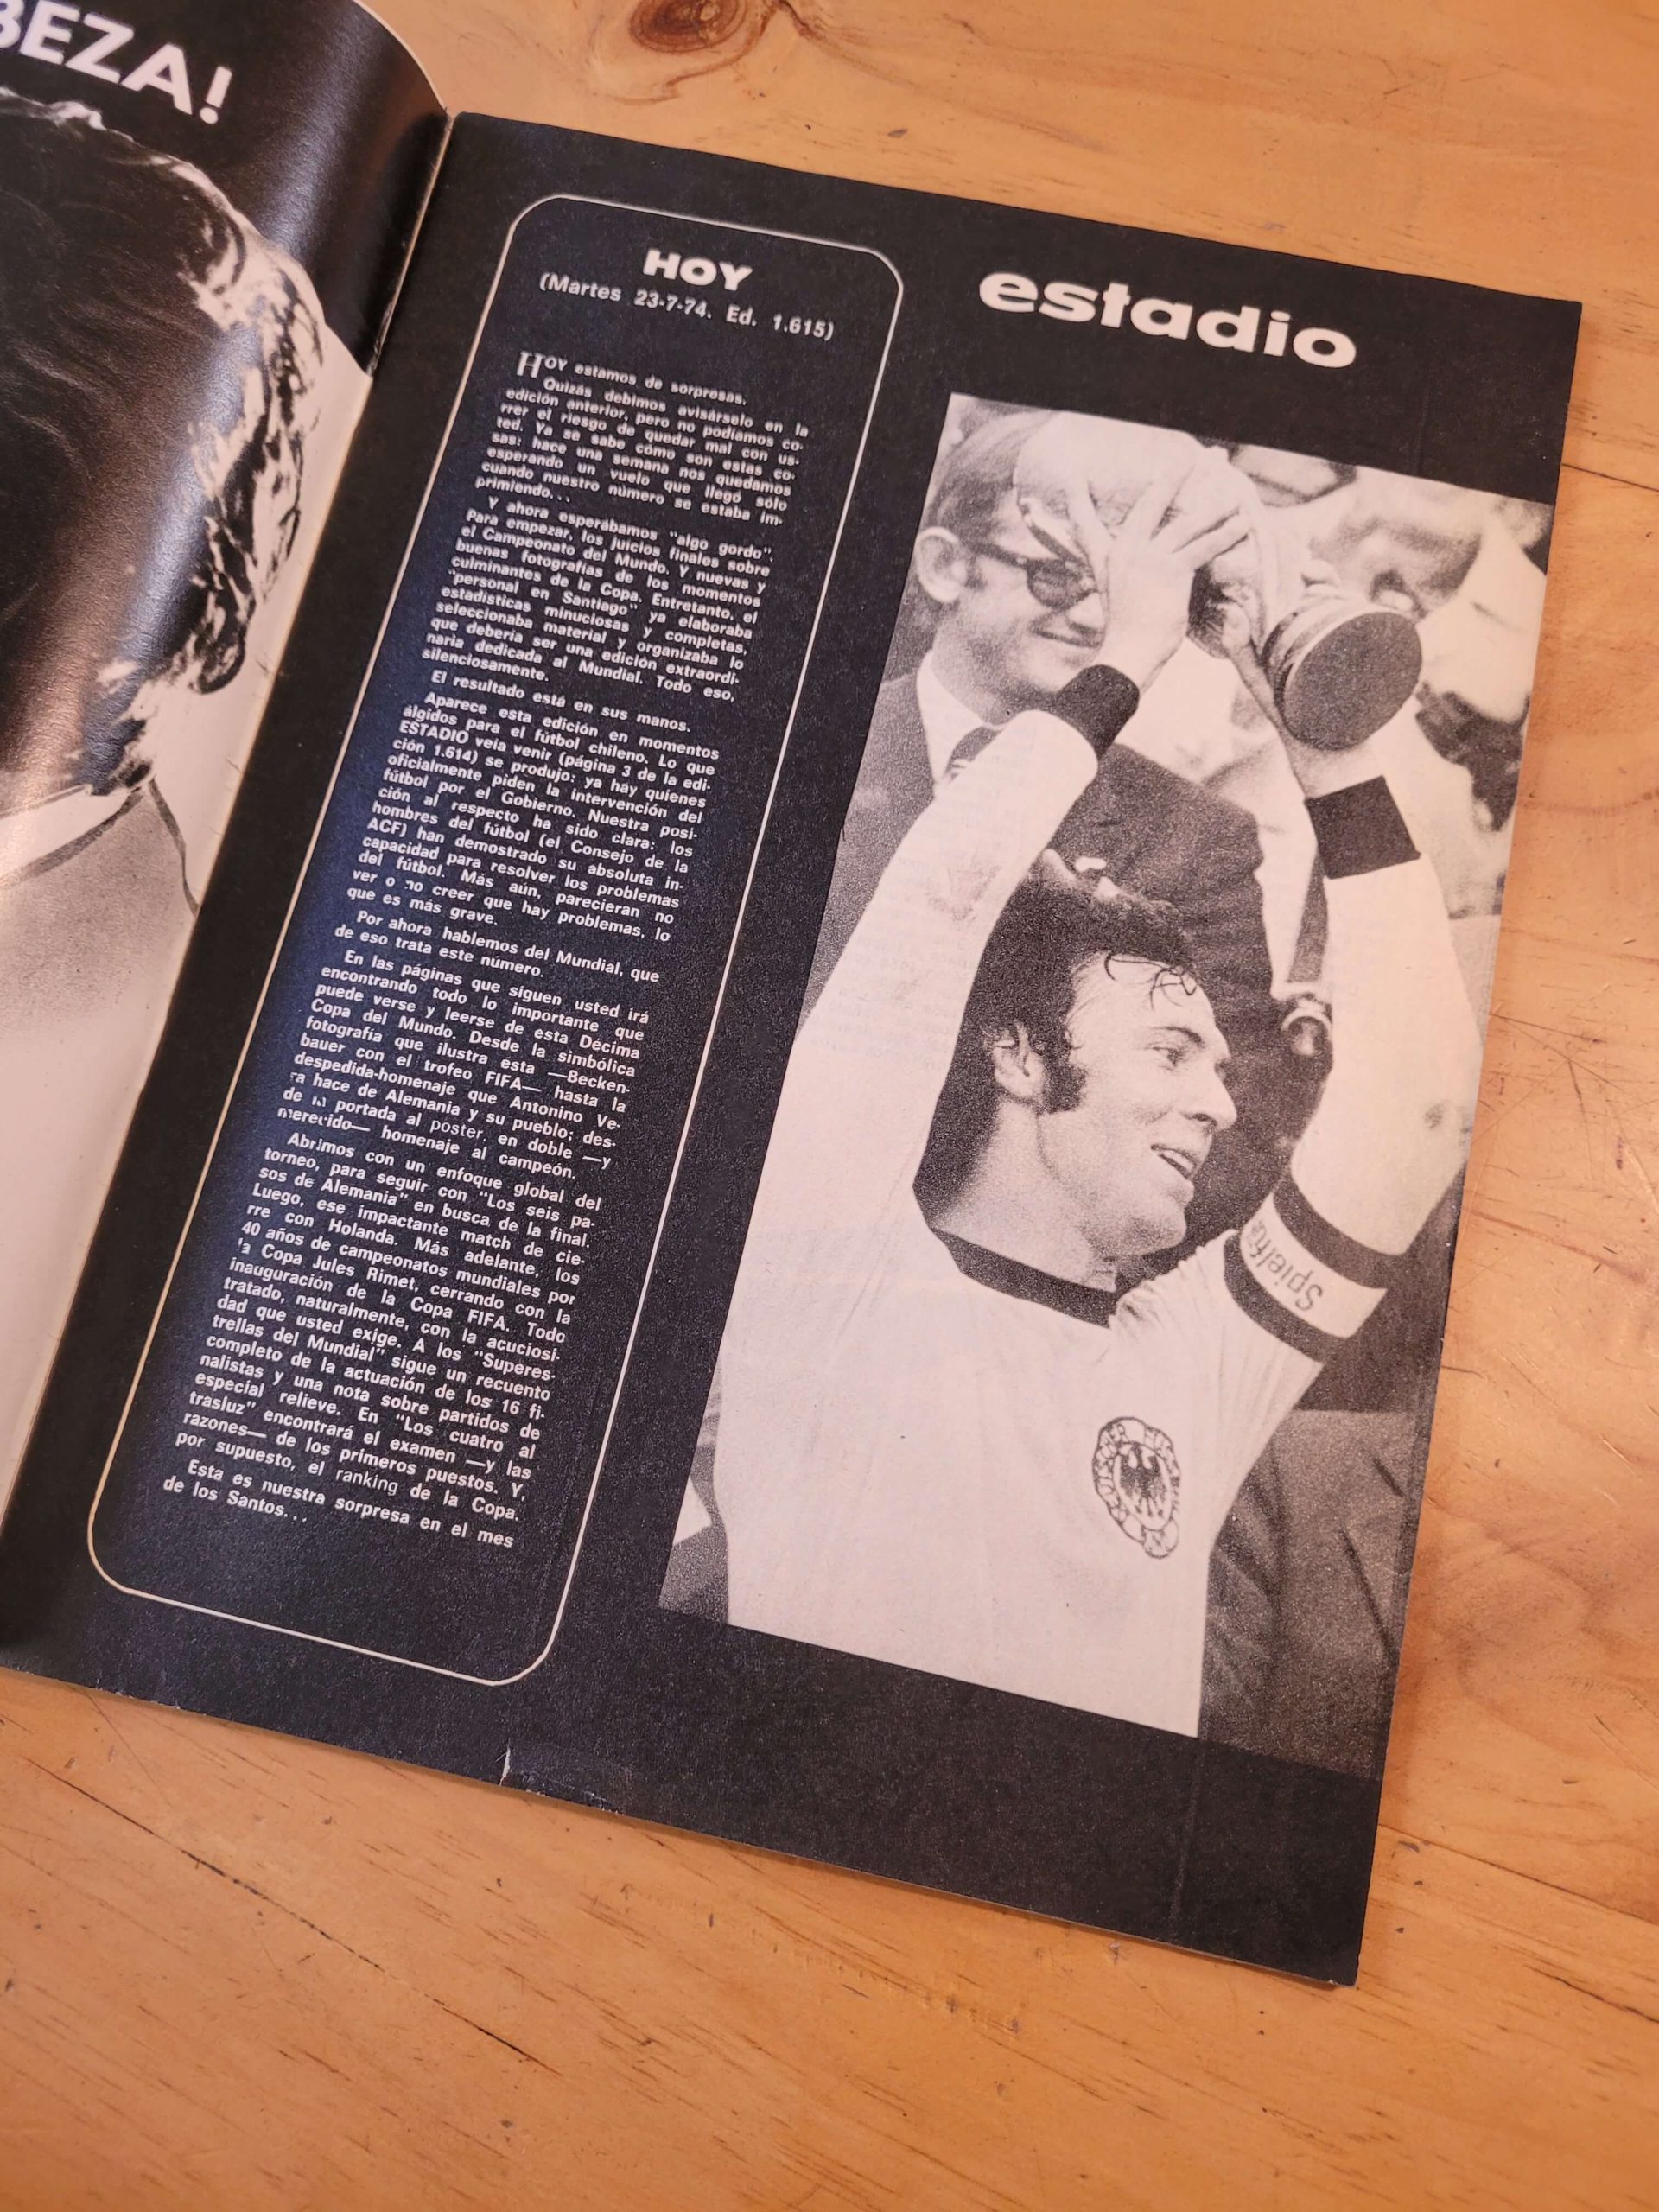 BEZA!
HOY
(Martes 23-7-74. Ed. 1.615)
HOY estamos de sorpresas.
Quizás debimos avisárselo en la
edición anterior, pero no podíamos co-
rrer el riesgo de quedar mal con us-
ted. Ya se sabe cómo son estas co-
sas: hace una semana nos quedamos
esperando un vuelo que llegó sólo
cuando nuestro número se estaba im-
primiendo...
Y ahora esperábamos "algo gordo".
Para empezar, los juicios finales sobre
el Campeonato del Mundo. Y nuevas y
buenas fotografías de los momentos
culminantes de la Copa. Entretanto, el
"personal en Santiago" ya elaboraba
estadísticas minuciosas y completas,
seleccionaba material y organizaba lo
que debería ser una edición extraordi-
naria dedicada al Mundial. Todo eso,
silenciosamente.
El resultado está en sus manos.
Aparece esta edición en momentos
álgidos para el fútbol chileno. Lo que
ESTADIO veía venir (página 3 de la edi-
ción 1.614) se produjo: ya hay quienes
oficialmente piden la intervención del
fútbol por el Gobierno. Nuestra posi-
ción al respecto ha sido clara: los
hombres del fútbol (el Consejo de la
ACF) han demostrado su absoluta in-
capacidad para resolver los problemas
del fútbol. Más aún, parecieran no
ver o no creer que hay problemas, lo
que es más grave.
Por ahora hablemos del Mundial, que
de eso trata este número.
En las páginas que siguen usted irá
encontrando todo lo importante que
puede verse y leerse de esta Décima
Copa del Mundo. Desde la simbólica
fotografía que ilustra ésta —Becken-
bauer con el trofeo FIFA— hasta la
despedida-homenaje que Antonino Ve-
ra hace de Alemania y su pueblo; des-
de la portada al poster, en doble —y
merecido— homenaje al campeón.
Abrimos con un enfoque global del
torneo, para seguir con "Los seis pa-
sos de Alemania" en busca de la final.
Luego, ese impactante match de cie-
rre con Holanda. Más adelante, los
40 años de campeonatos mundiales por
la Copa Jules Rimet, cerrando con la
inauguración de la Copa FIFA. Todo
tratado, naturalmente, con la acuciosi-
dad que usted exige. A los "Superes-
trellas del Mundial" sigue un recuento
completo de la actuación de los 16 fi-
nalistas y una nota sobre partidos de
especial relieve. En "Los cuatro al
trasluz" encontrará el examen —y las
razones— de los primeros puestos. Y,
por supuesto, el ranking de la Copa.
Esta es nuestra sorpresa en el mes
de los Santos...
estadio
Spielfü